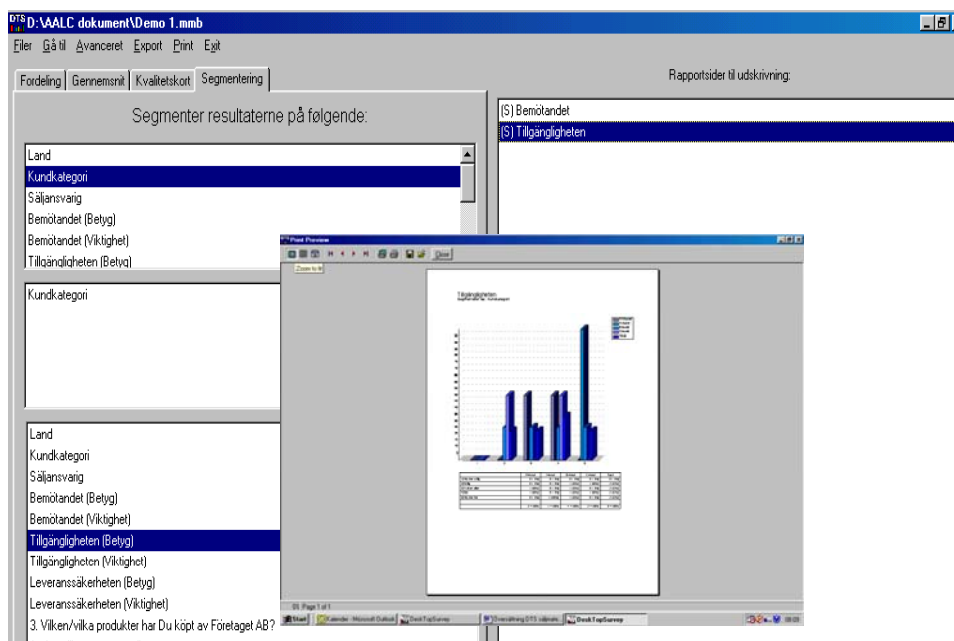 DTS D:\AALC dokument\Demo 1.mmb
Filer Gå til Avanceret Export Print Exit
Fordeling Gennemsnit Kvalitetskort Segmentering
Segmenter resultaterne på følgende:
Land
Kundkategori
Säljansvarig
Bemötandet (Betyg)
Bemötandet (Viktighet)
Tillgängligheten (Betyg)
Kundkategori
Land
Kundkategori
Säljansvarig
Bemötandet (Betyg)
Bemötandet (Viktighet)
Tillgängligheten (Betyg)
Tillgängligheten (Viktighet)
Leveranssäkerheten (Betyg)
Leveranssäkerheten (Viktighet)
3. Vilken/vilka produkter har Du köpt av Företaget AB?
Rapportsider til udskrivning:
(S) Bemötandet
(S) Tillgängligheten
Print Preview
Close
Zoom to fit
Tillgängligheten
Page 1 of 1
Start Kalender - Microsoft Outlook DeskTopSurvey Översättning DTS DeskTopSurvey